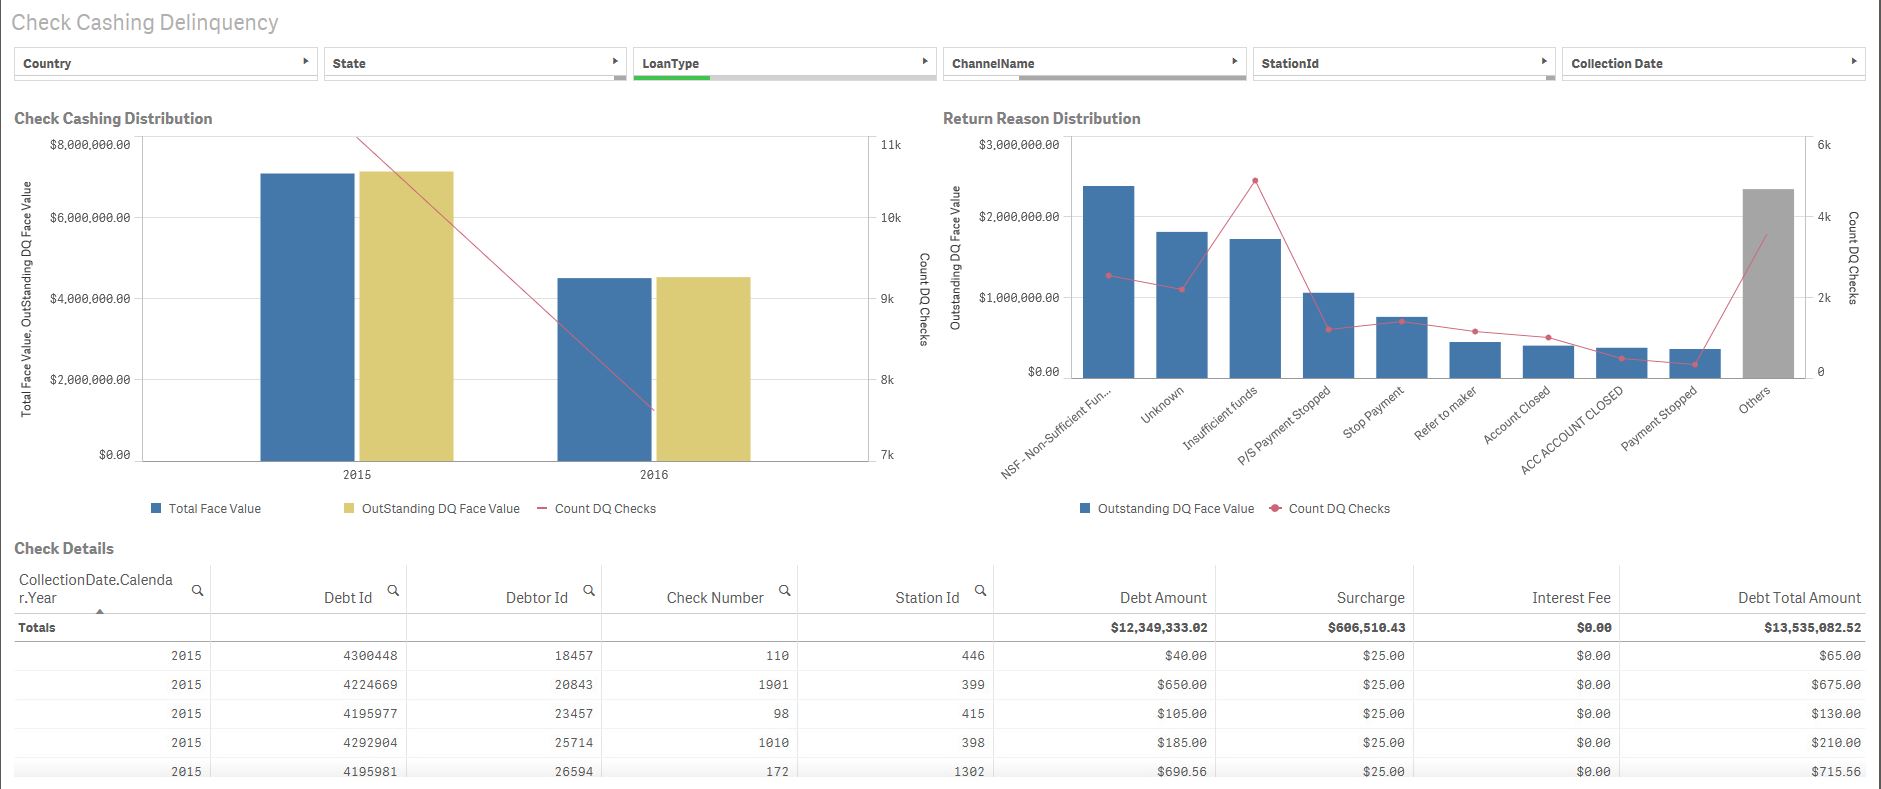 Check Cashing Delinquency
Country State LoanType ChannelName StationId Collection Date
Check Cashing Distribution
$8,000,000.00
$6,000,000.00
$4,000,000.00
$2,000,000.00
$0.00
Total Face Value, OutStanding DQ Face Value
11k
10k
9k
8k
7k
Count DQ Checks
2015 2016
Total Face Value OutStanding DQ Face Value Count DQ Checks
Return Reason Distribution
$3,000,000.00
$2,000,000.00
$1,000,000.00
$0.00
Outstanding DQ Face Value
6k
4k
2k
0
Count DQ Checks
NSF - Non-Sufficient Fun...
Unknown
Insufficient funds
P/S Payment Stopped
Stop Payment
Refer to maker
Account Closed
ACC ACCOUNT CLOSED
Payment Stopped
Others
Outstanding DQ Face Value Count DQ Checks
Check Details
CollectionDate.Calenda
r.Year Debt Id Debtor Id Check Number Station Id Debt Amount Surcharge Interest Fee Debt Total Amount
Totals $12,349,333.02 $606,510.43 $0.00 $13,535,082.52
2015 4300448 18457 110 446 $40.00 $25.00 $0.00 $65.00
2015 4224669 20843 1901 399 $650.00 $25.00 $0.00 $675.00
2015 4195977 23457 98 415 $105.00 $25.00 $0.00 $130.00
2015 4292904 25714 1010 398 $185.00 $25.00 $0.00 $210.00
2015 4195981 26594 172 1302 $690.56 $25.00 $0.00 $715.56